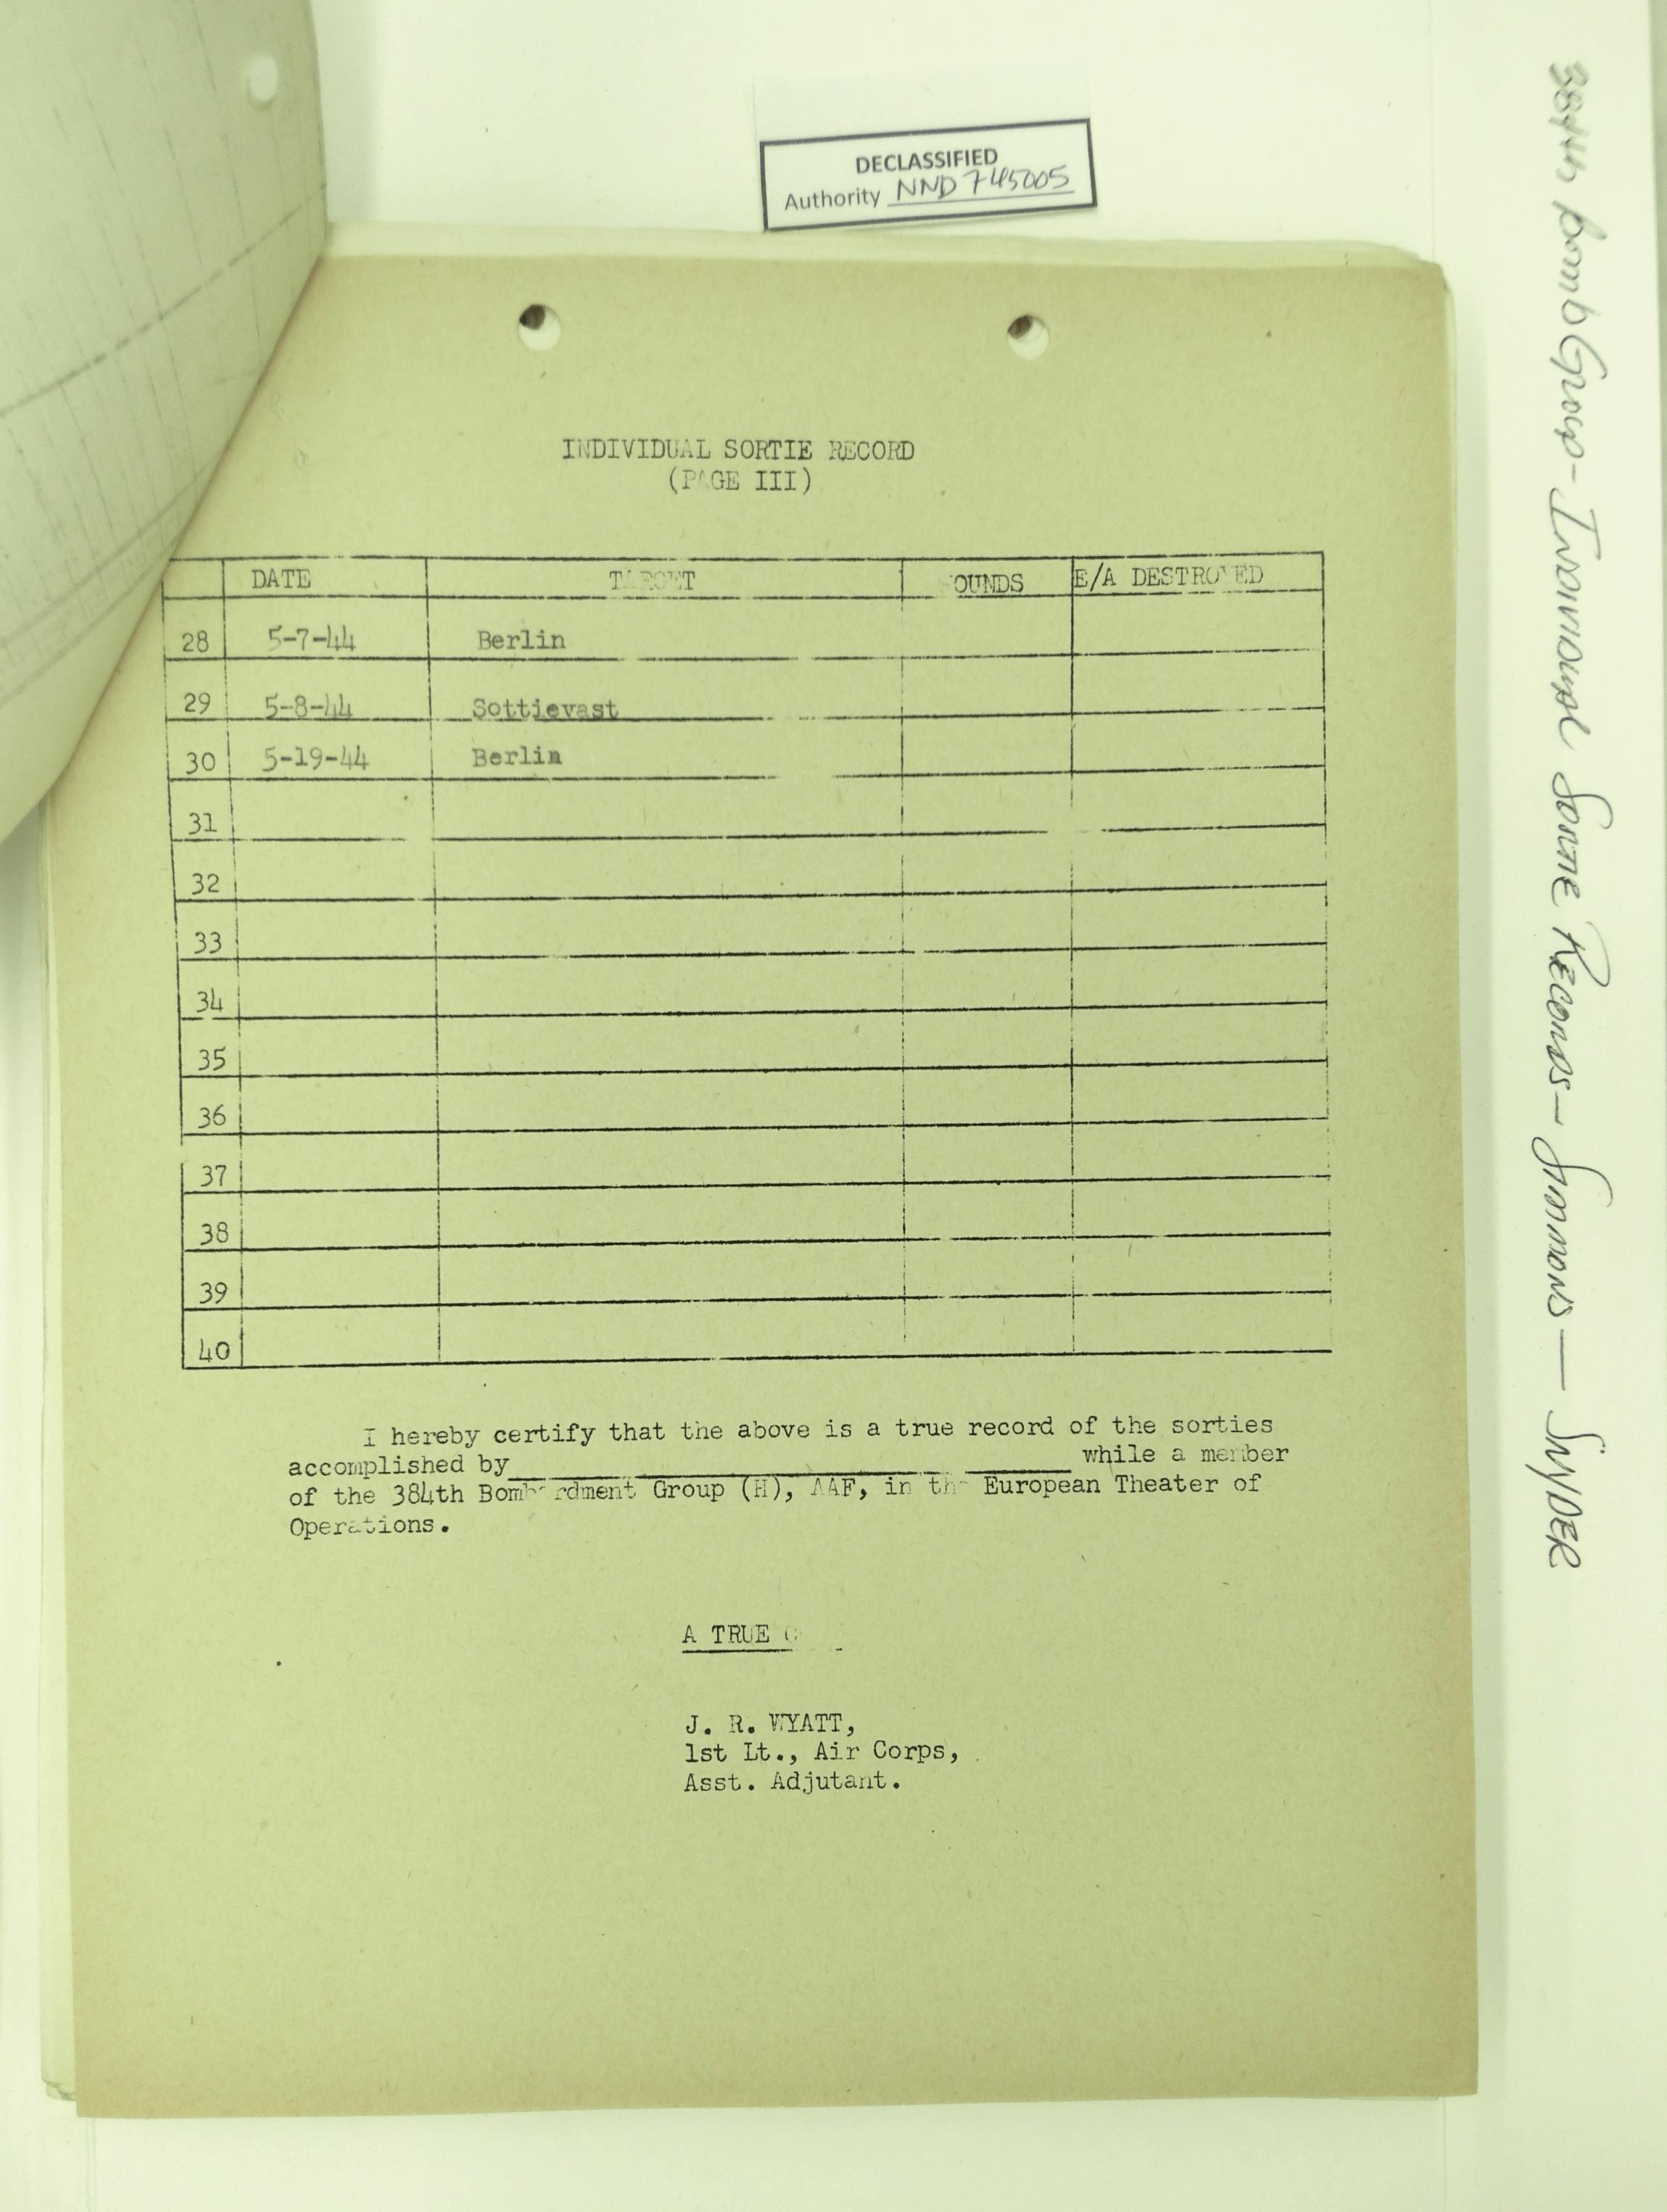 DECLASSIFIED
Authority NND 745005
INDIVIDUAL SORTIE RECORD
(PAGE III)
DATE TARGET OUNDS E/A DESTROYED
28 5-7-44 Berlin
29 5-8-44 Sottievast
30 5-19-44 Berlin
31
32
33
34
35
36
37
38
39
40
I hereby certify that the above is a true record of the sorties
accomplished by while a member
of the 384th Bombardment Group (H), AAF, in the European Theater of
Operations.
A TRUE
J. R. WYATT,
1st Lt., Air Corps,
Asst. Adjutant.
384th Bomb Group - Individual Sortie Records - Simmons - Snyder